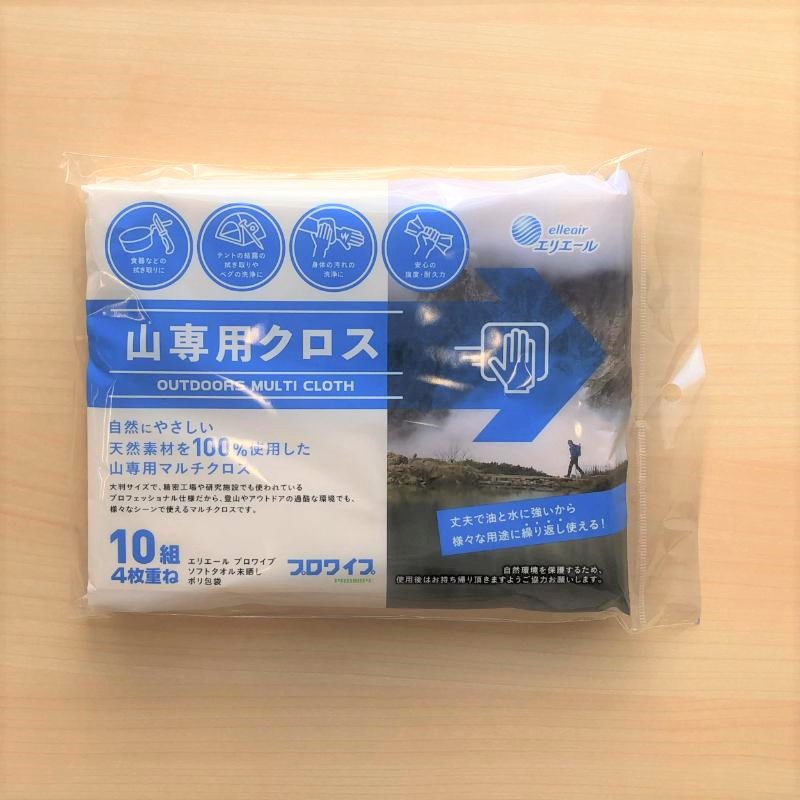 食器などの
拭き取りに
テントの結露の
拭き取りや
ペグの洗浄に
身体の汚れの
洗浄に
安心の
強度・耐久力
elleair
エリエール
山専用クロス
OUTDOORS MULTI CLOTH
自然にやさしい
天然素材を100%使用した
山専用マルチクロス
大判サイズで、精密工場や研究施設でも使われている
プロフェッショナル仕様だから、登山やアウトドアの過酷な環境でも、
様々なシーンで使えるマルチクロスです。
丈夫で油と水に強いから
様々な用途に繰り返し使える!
10組
4枚重ね
エリエール プロワイプ
ソフトタオル未晒し
ポリ包装
プロワイプ
PROWIPE
自然環境を保護するため、
使用後はお持ち帰り頂きますようご協力お願いします。